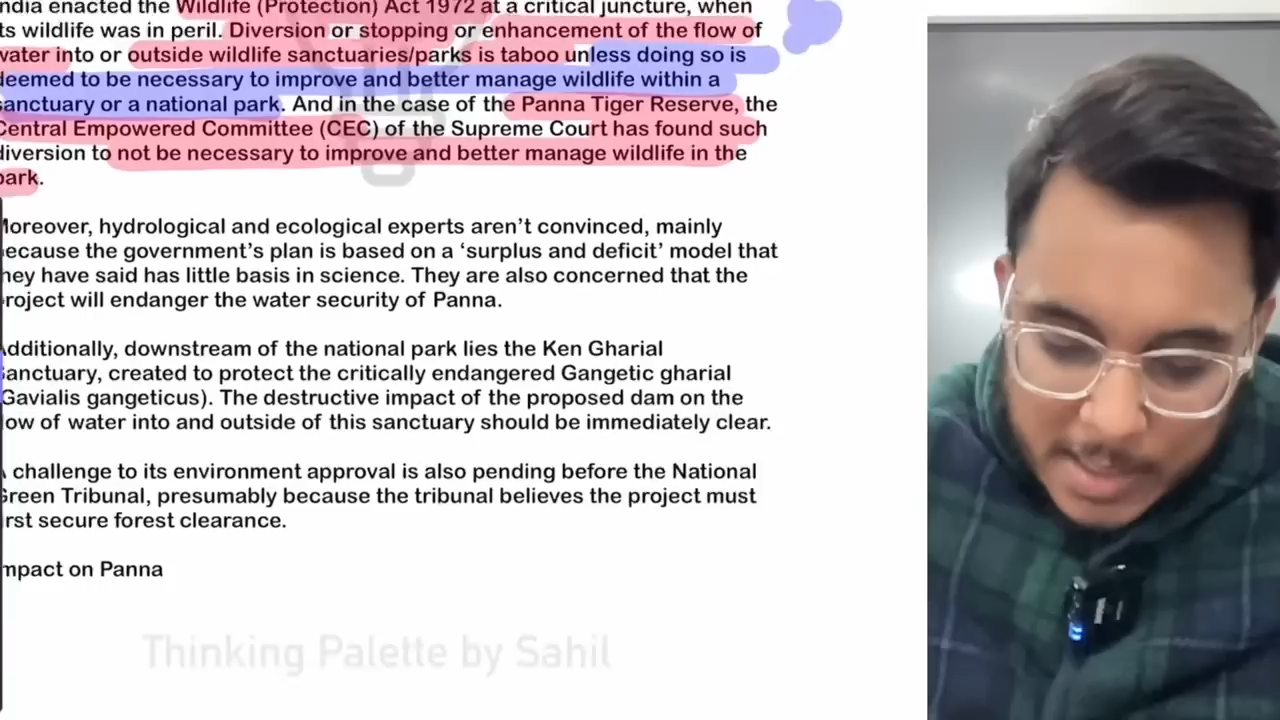 ndia enacted the Wildlife (Protection) Act 1972 at a critical juncture, when
ts wildlife was in peril. Diversion or stopping or enhancement of the flow of
water into or outside wildlife sanctuaries/parks is taboo unless doing so is
deemed to be necessary to improve and better manage wildlife within a
sanctuary or a national park. And in the case of the Panna Tiger Reserve, the
Central Empowered Committee (CEC) of the Supreme Court has found such
diversion to not be necessary to improve and better manage wildlife in the
park.
Moreover, hydrological and ecological experts aren't convinced, mainly
ecause the government's plan is based on a 'surplus and deficit' model that
hey have said has little basis in science. They are also concerned that the
roject will endanger the water security of Panna.
Additionally, downstream of the national park lies the Ken Gharial
Sanctuary, created to protect the critically endangered Gangetic gharial
Gavialis gangeticus). The destructive impact of the proposed dam on the
low of water into and outside of this sanctuary should be immediately clear.
A challenge to its environment approval is also pending before the National
Green Tribunal, presumably because the tribunal believes the project must
irst secure forest clearance.
mpact on Panna
Thinking Palette by Sahil